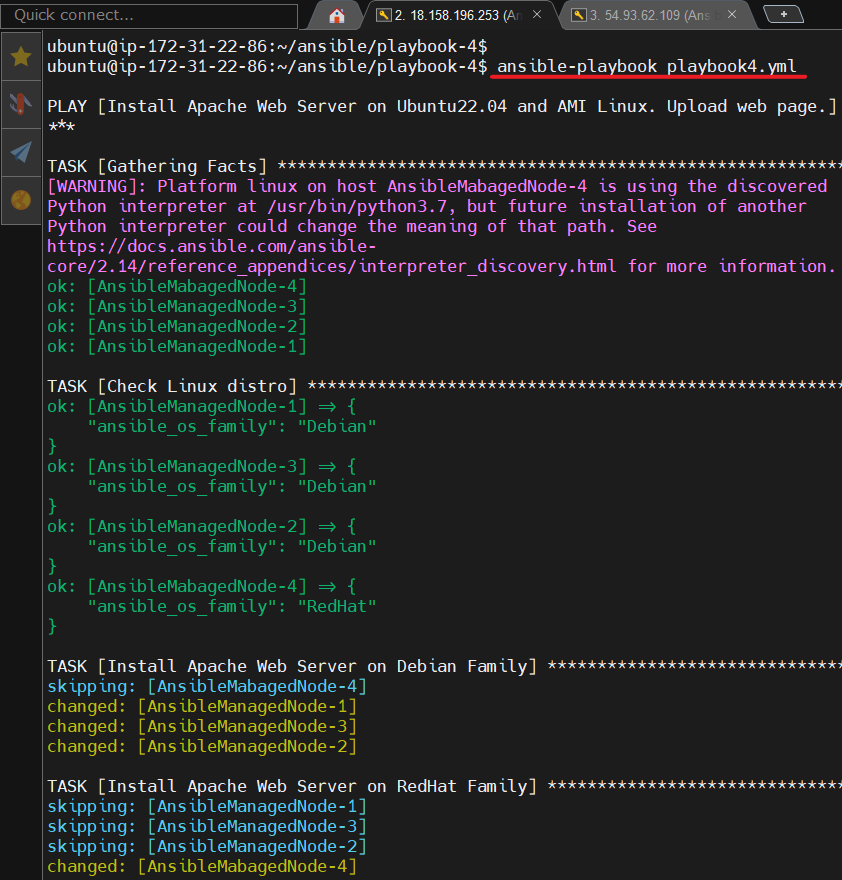 Quick connect...
2. 18.158.196.253 (An
3. 54.93.62.109 (Ansib
ubuntu@ip-172-31-22-86:~/ansible/playbook-4$
ubuntu@ip-172-31-22-86:~/ansible/playbook-4$ ansible-playbook playbook4.yml
PLAY [Install Apache Web Server on Ubuntu22.04 and AMI Linux. Upload web page.]
***
TASK [Gathering Facts] *********************************************************
[WARNING]: Platform linux on host AnsibleMabagedNode-4 is using the discovered
Python interpreter at /usr/bin/python3.7, but future installation of another
Python interpreter could change the meaning of that path. See
https://docs.ansible.com/ansible-
core/2.14/reference_appendices/interpreter_discovery.html for more information.
ok: [AnsibleMabagedNode-4]
ok: [AnsibleManagedNode-3]
ok: [AnsibleManagedNode-2]
ok: [AnsibleManagedNode-1]
TASK [Check Linux distro] ******************************************************
ok: [AnsibleManagedNode-1] => {
"ansible_os_family": "Debian"
}
ok: [AnsibleManagedNode-3] => {
"ansible_os_family": "Debian"
}
ok: [AnsibleManagedNode-2] => {
"ansible_os_family": "Debian"
}
ok: [AnsibleMabagedNode-4] => {
"ansible_os_family": "RedHat"
}
TASK [Install Apache Web Server on Debian Family] ******************************
skipping: [AnsibleMabagedNode-4]
changed: [AnsibleManagedNode-1]
changed: [AnsibleManagedNode-3]
changed: [AnsibleManagedNode-2]
TASK [Install Apache Web Server on RedHat Family] ******************************
skipping: [AnsibleManagedNode-1]
skipping: [AnsibleManagedNode-3]
skipping: [AnsibleManagedNode-2]
changed: [AnsibleMabagedNode-4]